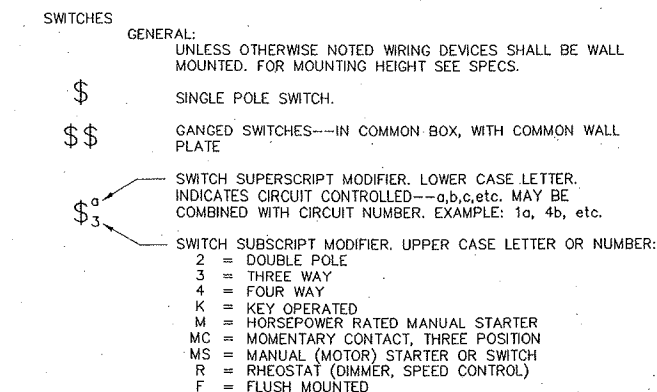 SWITCHES
GENERAL:
UNLESS OTHERWISE NOTED WIRING DEVICES SHALL BE WALL
MOUNTED. FOR MOUNTING HEIGHT SEE SPECS.
$ SINGLE POLE SWITCH.
$$ GANGED SWITCHES--IN COMMON BOX, WITH COMMON WALL
PLATE
SWITCH SUPERSCRIPT MODIFIER. LOWER CASE LETTER.
INDICATES CIRCUIT CONTROLLED--a,b,c,etc. MAY BE
COMBINED WITH CIRCUIT NUMBER. EXAMPLE: 1a, 4b, etc.
$ a 3
SWITCH SUBSCRIPT MODIFIER. UPPER CASE LETTER OR NUMBER:
2 = DOUBLE POLE
3 = THREE WAY
4 = FOUR WAY
K = KEY OPERATED
M = HORSEPOWER RATED MANUAL STARTER
MC = MOMENTARY CONTACT, THREE POSITION
MS = MANUAL (MOTOR) STARTER OR SWITCH
R = RHEOSTAT (DIMMER, SPEED CONTROL)
F = FLUSH MOUNTED